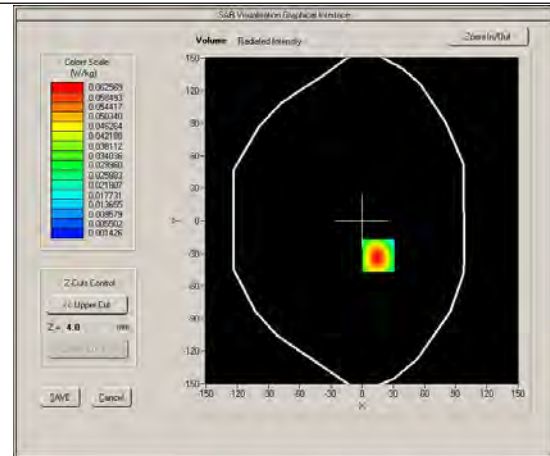 SAR Visualisation Graphical Interface
Volume Radiated Intensity
Zoom In/Out
Colors Scale
(W/kg)
0.062569
0.058493
0.054417
0.050340
0.046264
0.042188
0.038112
0.034036
0.029960
0.025883
0.021807
0.017731
0.013655
0.009579
0.005502
0.001426
Z-Cuts Control
<< Upper Cut
Z = 4.0 mm
SAVE
Cancel
150
120
90
60
30
0
-30
-60
-90
-120
-150
Y
-150 -120 -90 -60 -30 0 30 60 90 120 150
X